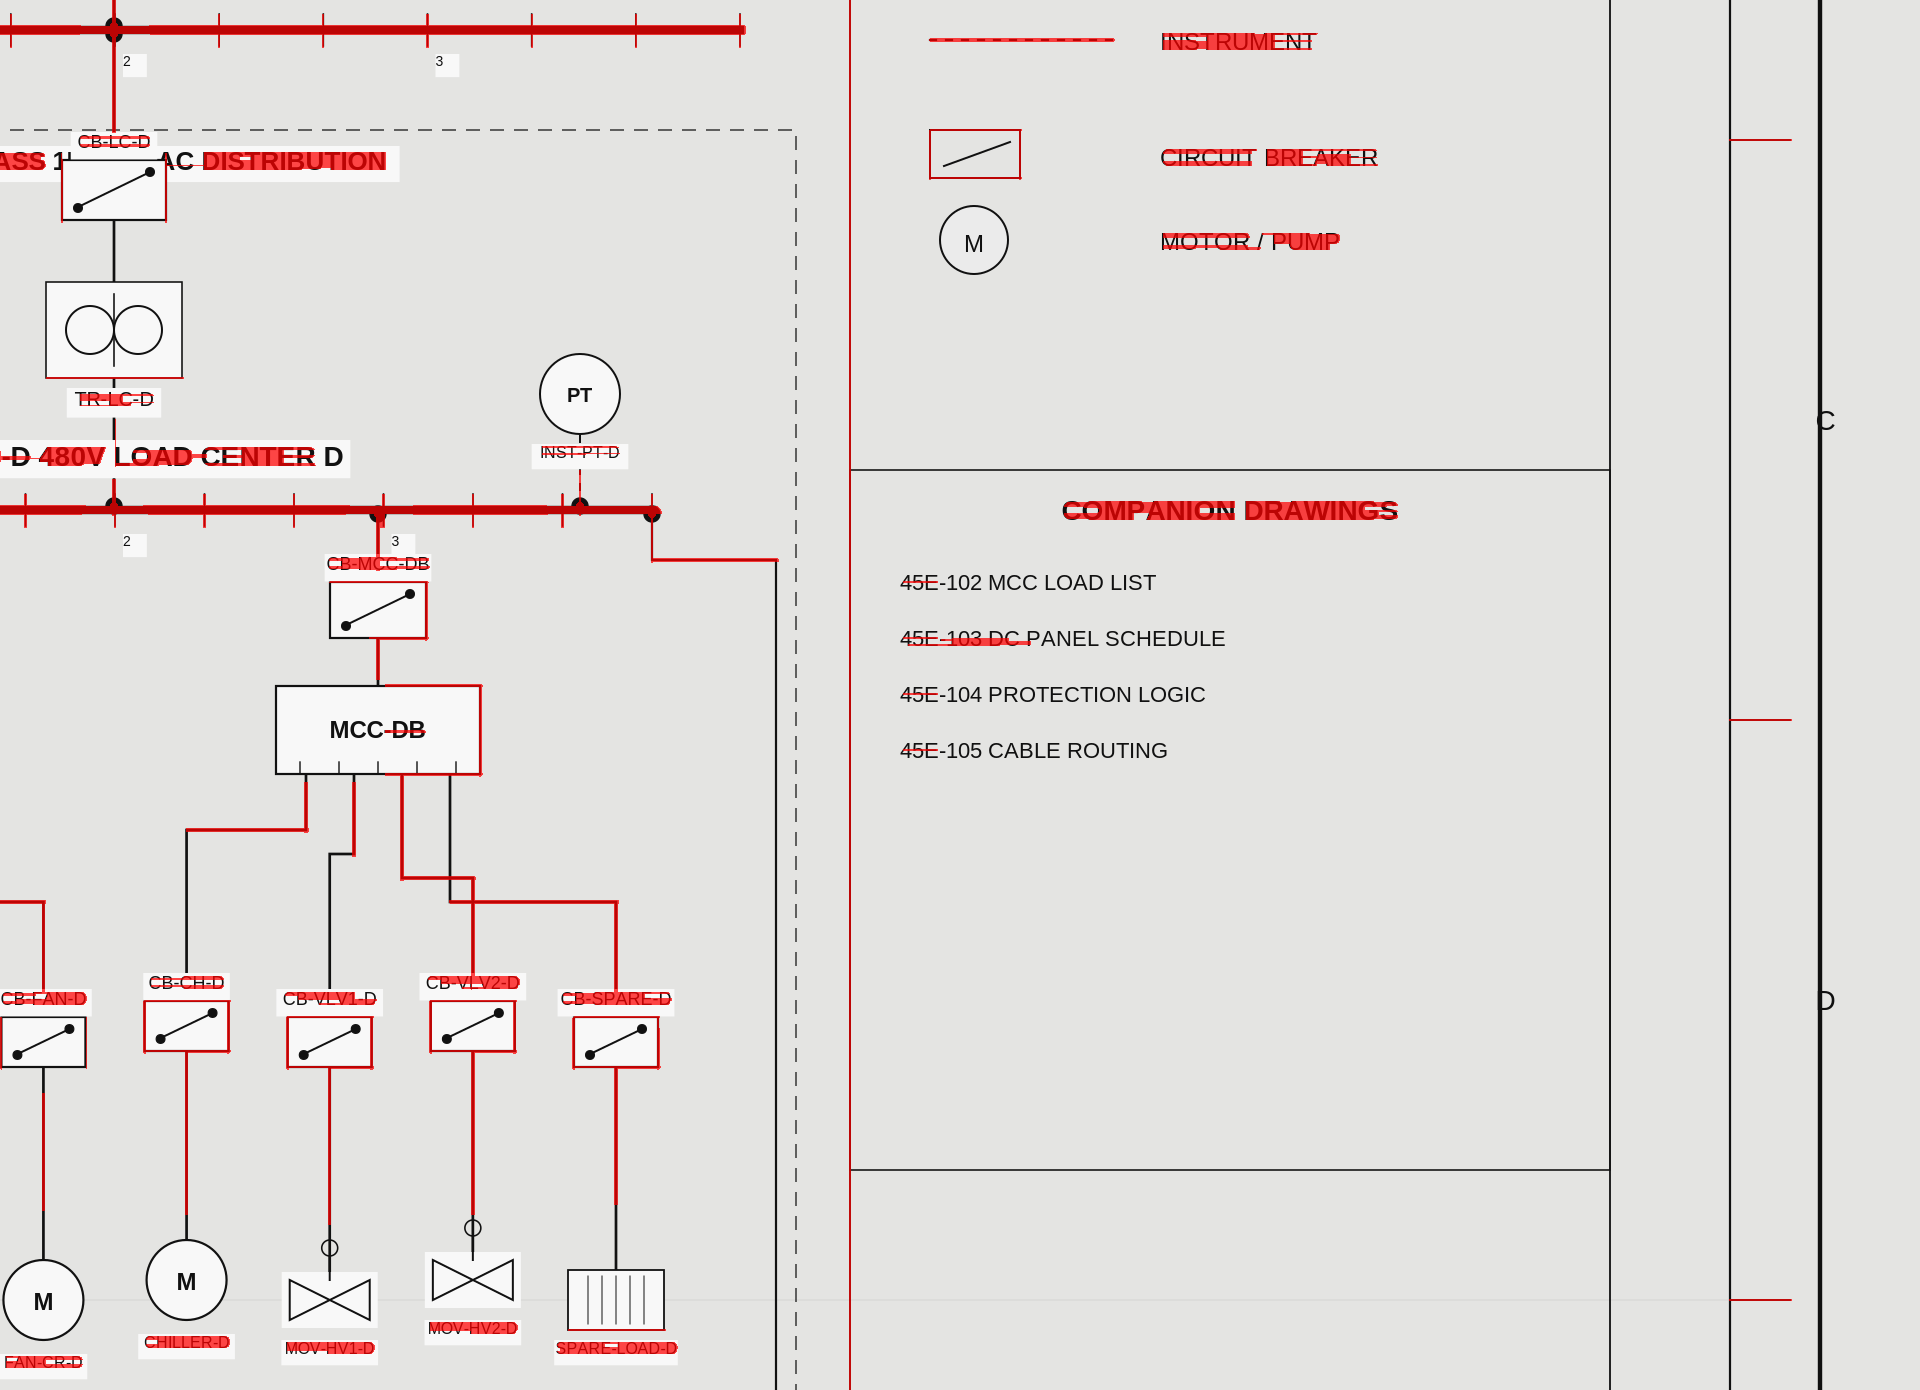 2
3
INSTRUMENT
CB-LC-D
ASS 1 AC DISTRIBUTION
CIRCUIT BREAKER
M
MOTOR / PUMP
PT
TR-LC-D
INST-PT-D
C
-D 480V LOAD CENTER D
COMPANION DRAWINGS
2
3
CB-MCC-DB
45E-102 MCC LOAD LIST
45E-103 DC PANEL SCHEDULE
45E-104 PROTECTION LOGIC
MCC-DB
45E-105 CABLE ROUTING
CB-FAN-D
CB-CH-D
CB-VLV1-D
CB-VLV2-D
CB-SPARE-D
D
M
M
FAN-CR-D
CHILLER-D
MOV-HV1-D
MOV-HV2-D
SPARE-LOAD-D